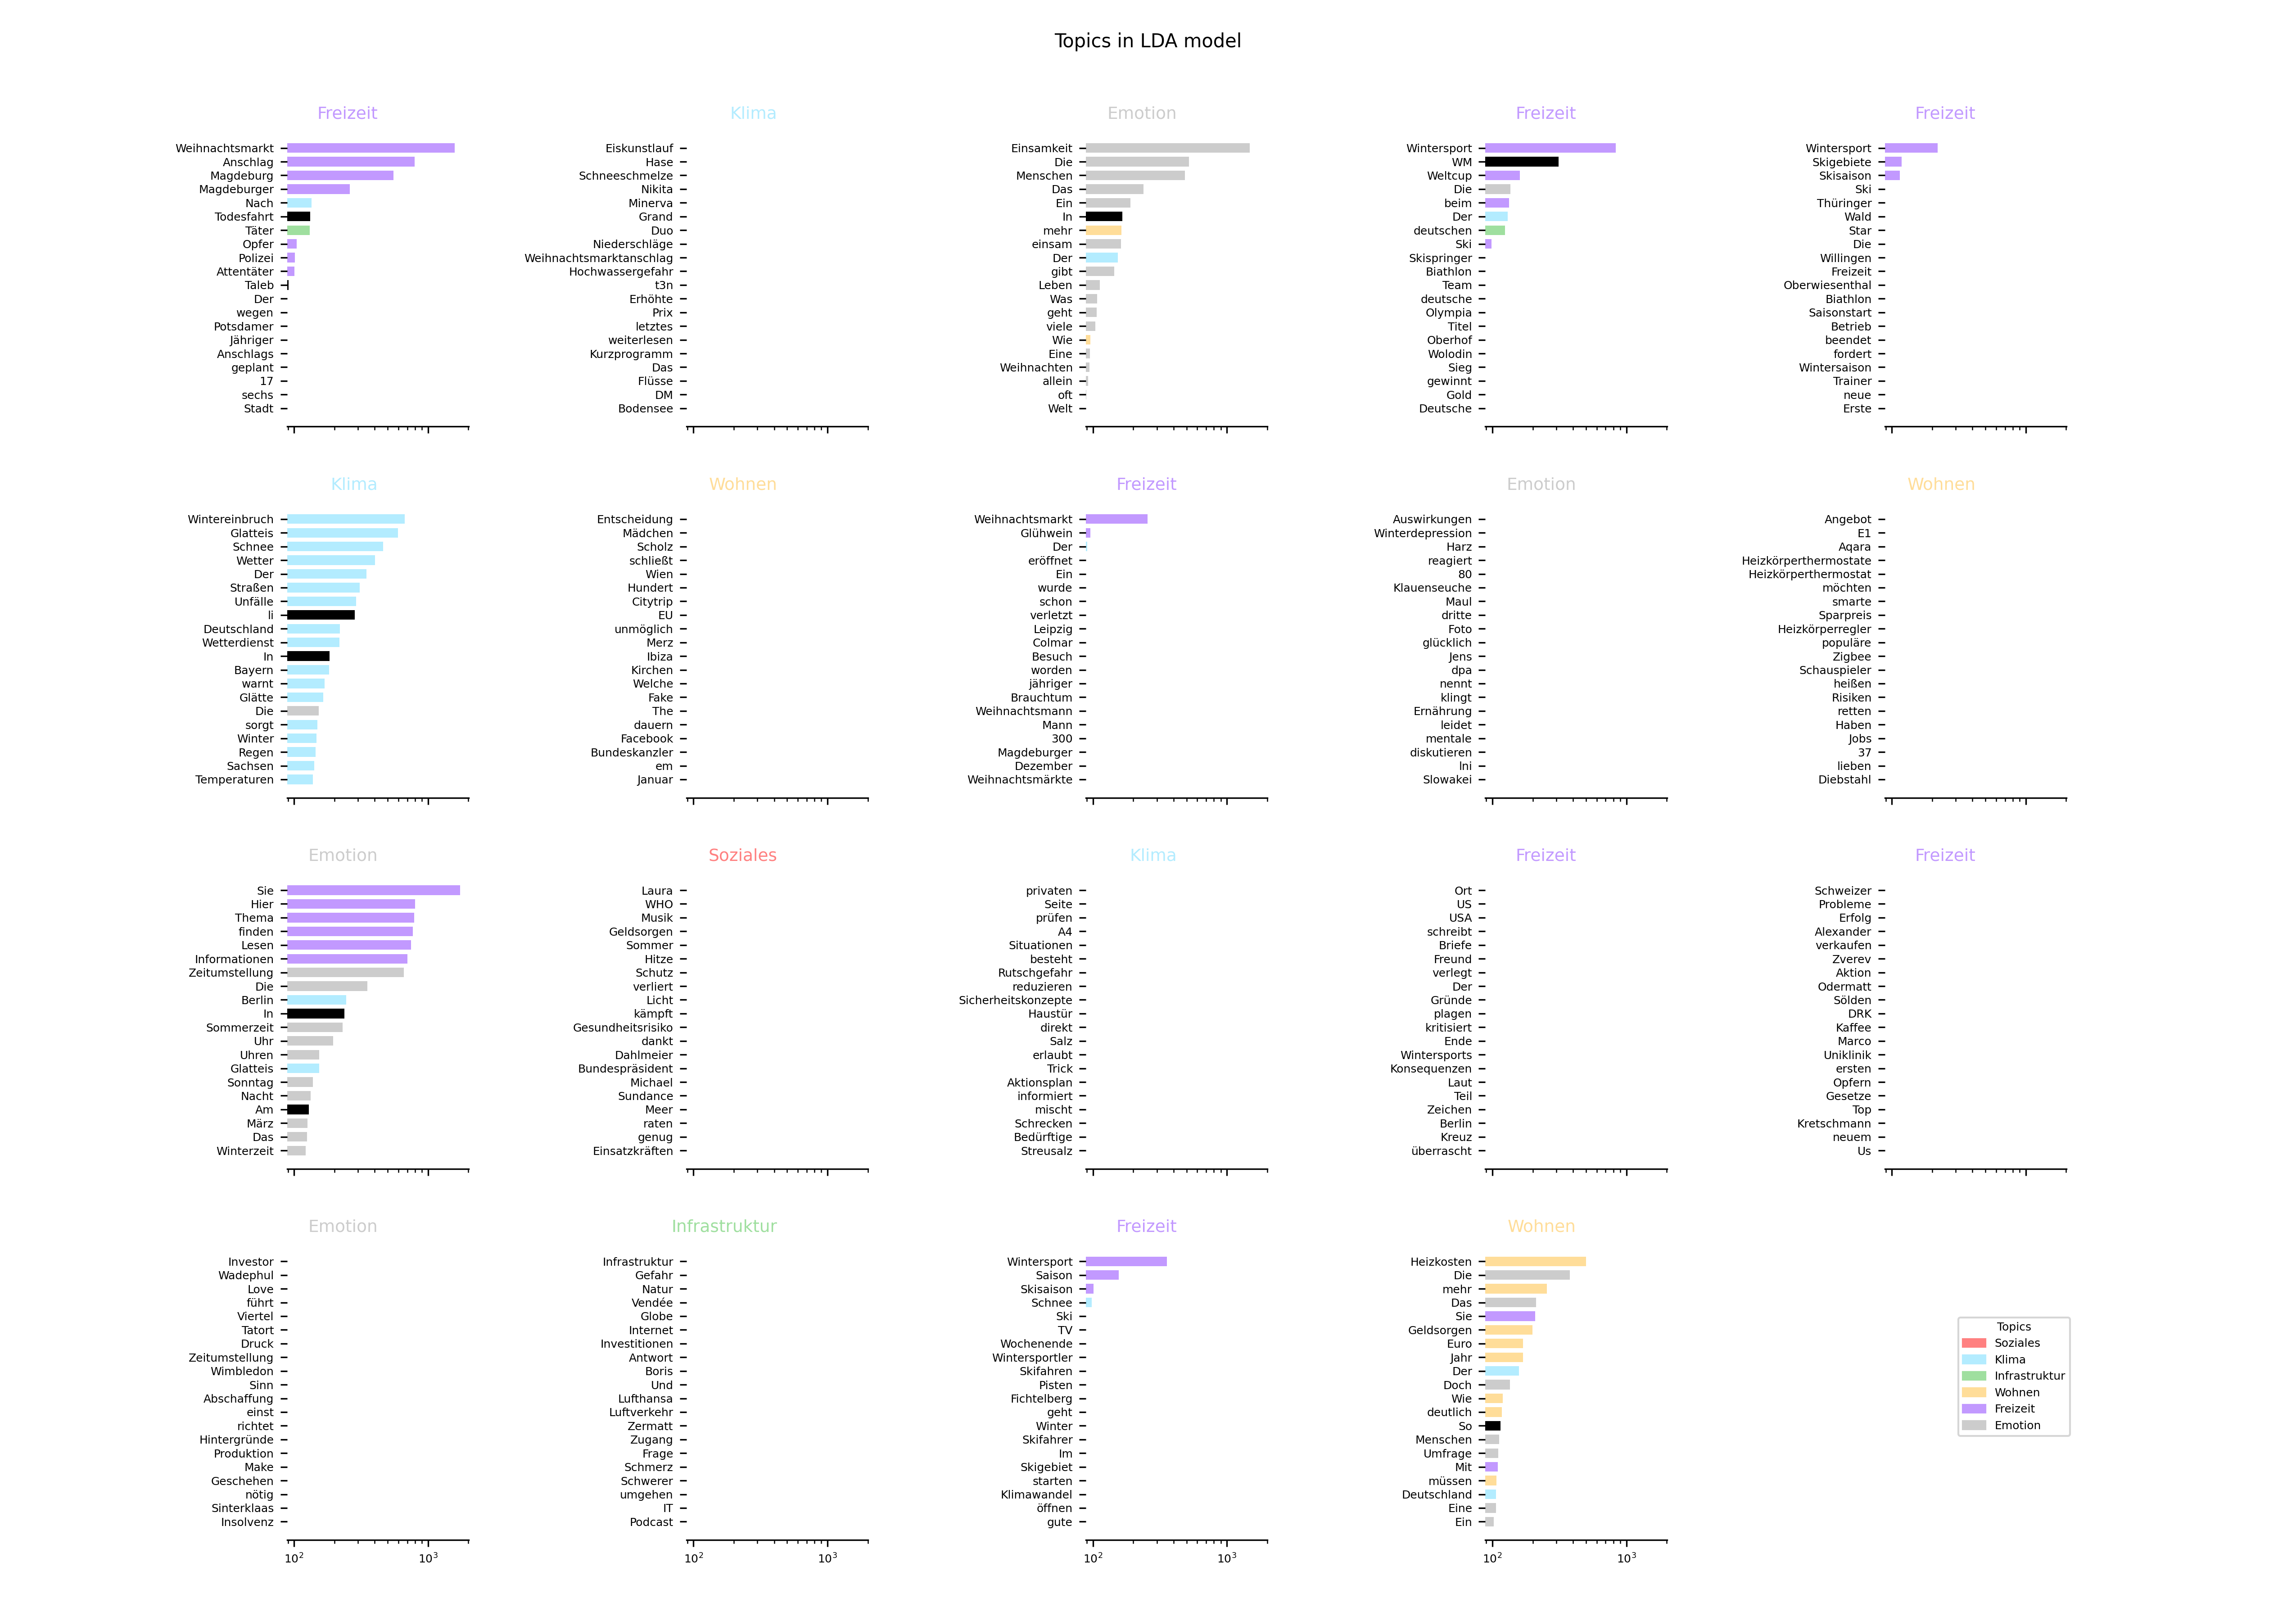 Topics in LDA model
Freizeit
Weihnachtsmarkt
Anschlag
Magdeburg
Magdeburger
Nach
Todesfahrt
Täter
Opfer
Polizei
Attentäter
Taleb
Der
wegen
Potsdamer
Jähriger
Anschlags
geplant
17
sechs
Stadt
Klima
Eiskunstlauf
Hase
Schneeschmelze
Nikita
Minerva
Grand
Duo
Niederschläge
Weihnachtsmarktanschlag
Hochwassergefahr
t3n
Erhöhte
Prix
letztes
weiterlesen
Kurzprogramm
Das
Flüsse
DM
Bodensee
Emotion
Einsamkeit
Die
Menschen
Das
Ein
In
mehr
einsam
Der
gibt
Leben
Was
geht
viele
Wie
Eine
Weihnachten
allein
oft
Welt
Freizeit
Wintersport
WM
Weltcup
Die
beim
Der
deutschen
Ski
Skispringer
Biathlon
Team
deutsche
Olympia
Titel
Oberhof
Wolodin
Sieg
gewinnt
Gold
Deutsche
Freizeit
Wintersport
Skigebiete
Skisaison
Ski
Thüringer
Wald
Star
Die
Willingen
Freizeit
Oberwiesenthal
Biathlon
Saisonstart
Betrieb
beendet
fordert
Wintersaison
Trainer
neue
Erste
Klima
Wintereinbruch
Glatteis
Schnee
Wetter
Der
Straßen
Unfälle
li
Deutschland
Wetterdienst
In
Bayern
warnt
Glätte
Die
sorgt
Winter
Regen
Sachsen
Temperaturen
Wohnen
Entscheidung
Mädchen
Scholz
schließt
Wien
Hundert
Citytrip
EU
unmöglich
Merz
Ibiza
Kirchen
Welche
Fake
The
dauern
Facebook
Bundeskanzler
em
Januar
Freizeit
Weihnachtsmarkt
Glühwein
Der
eröffnet
Ein
wurde
schon
verletzt
Leipzig
Colmar
Besuch
worden
jähriger
Brauchtum
Weihnachtsmann
Mann
300
Magdeburger
Dezember
Weihnachtsmärkte
Emotion
Auswirkungen
Winterdepression
Harz
reagiert
80
Klauenseuche
Maul
dritte
Foto
glücklich
Jens
dpa
nennt
klingt
Ernährung
leidet
mentale
diskutieren
lni
Slowakei
Wohnen
Angebot
E1
Aqara
Heizkörperthermostate
Heizkörperthermostat
möchten
smarte
Sparpreis
Heizkörperregler
populäre
Zigbee
Schauspieler
heißen
Risiken
retten
Haben
Jobs
37
lieben
Diebstahl
Emotion
Sie
Hier
Thema
finden
Lesen
Informationen
Zeitumstellung
Die
Berlin
In
Sommerzeit
Uhr
Uhren
Glatteis
Sonntag
Nacht
Am
März
Das
Winterzeit
Soziales
Laura
WHO
Musik
Geldsorgen
Sommer
Hitze
Schutz
verliert
Licht
kämpft
Gesundheitsrisiko
dankt
Dahlmeier
Bundespräsident
Michael
Sundance
Meer
raten
genug
Einsatzkräften
Klima
privaten
Seite
prüfen
A4
Situationen
besteht
Rutschgefahr
reduzieren
Sicherheitskonzepte
Haustür
direkt
Salz
erlaubt
Trick
Aktionsplan
informiert
mischt
Schrecken
Bedürftige
Streusalz
Freizeit
Ort
US
USA
schreibt
Briefe
Freund
verlegt
Der
Gründe
plagen
kritisiert
Ende
Wintersports
Konsequenzen
Laut
Teil
Zeichen
Berlin
Kreuz
überrascht
Freizeit
Schweizer
Probleme
Erfolg
Alexander
verkaufen
Zverev
Aktion
Odermatt
Sölden
DRK
Kaffee
Marco
Uniklinik
ersten
Opfern
Gesetze
Top
Kretschmann
neuem
Us
Emotion
Investor
Wadephul
Love
führt
Viertel
Tatort
Druck
Zeitumstellung
Wimbledon
Sinn
Abschaffung
einst
richtet
Hintergründe
Produktion
Make
Geschehen
nötig
Sinterklaas
Insolvenz
10² 10³
Infrastruktur
Infrastruktur
Gefahr
Natur
Vendée
Globe
Internet
Investitionen
Antwort
Boris
Und
Lufthansa
Luftverkehr
Zermatt
Zugang
Frage
Schmerz
Schwerer
umgehen
IT
Podcast
10² 10³
Freizeit
Wintersport
Saison
Skisaison
Schnee
Ski
TV
Wochenende
Wintersportler
Skifahren
Pisten
Fichtelberg
geht
Winter
Skifahrer
Im
Skigebiet
starten
Klimawandel
öffnen
gute
10² 10³
Wohnen
Heizkosten
Die
mehr
Das
Sie
Geldsorgen
Euro
Jahr
Der
Doch
Wie
deutlich
So
Menschen
Umfrage
Mit
müssen
Deutschland
Eine
Ein
10² 10³
Topics
Soziales
Klima
Infrastruktur
Wohnen
Freizeit
Emotion